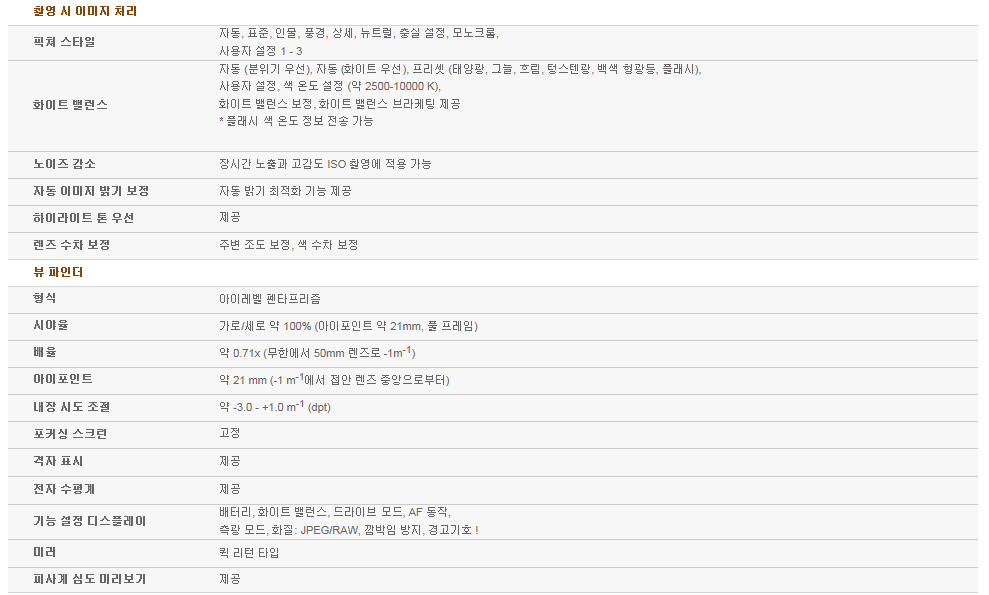 촬영 시 이미지 처리
픽쳐 스타일
자동, 표준, 인물, 풍경, 상세, 뉴트럴, 충실 설정, 모노크롬,
사용자 설정 1 - 3
화이트 밸런스
자동 (분위기 우선), 자동 (화이트 우선), 프리셋 (태양광, 그늘, 흐림, 텅스텐광, 백색 형광등, 플래시),
사용자 설정, 색 온도 설정 (약 2500-10000 K),
화이트 밸런스 보정, 화이트 밸런스 브라케팅 제공
* 플래시 색 온도 정보 전송 가능
노이즈 감소
장시간 노출과 고감도 ISO 촬영에 적용 가능
자동 이미지 밝기 보정
자동 밝기 최적화 기능 제공
하이라이트 톤 우선
제공
렌즈 수차 보정
주변 조도 보정, 색 수차 보정
뷰 파인더
형식
아이레벨 펜타프리즘
시야율
가로/세로 약 100% (아이포인트 약 21mm, 풀 프레임)
배율
약 0.71x (무한에서 50mm 렌즈로 -1m⁻¹)
아이포인트
약 21 mm (-1 m⁻¹에서 접안 렌즈 중앙으로부터)
내장 시도 조절
약 -3.0 - +1.0 m⁻¹ (dpt)
포커싱 스크린
고정
격자 표시
제공
전자 수평계
제공
기능 설정 디스플레이
배터리, 화이트 밸런스, 드라이브 모드, AF 동작,
측광 모드, 화질: JPEG/RAW, 깜박임 방지, 경고기호 !
미러
퀵 리턴 타입
피사계 심도 미리보기
제공